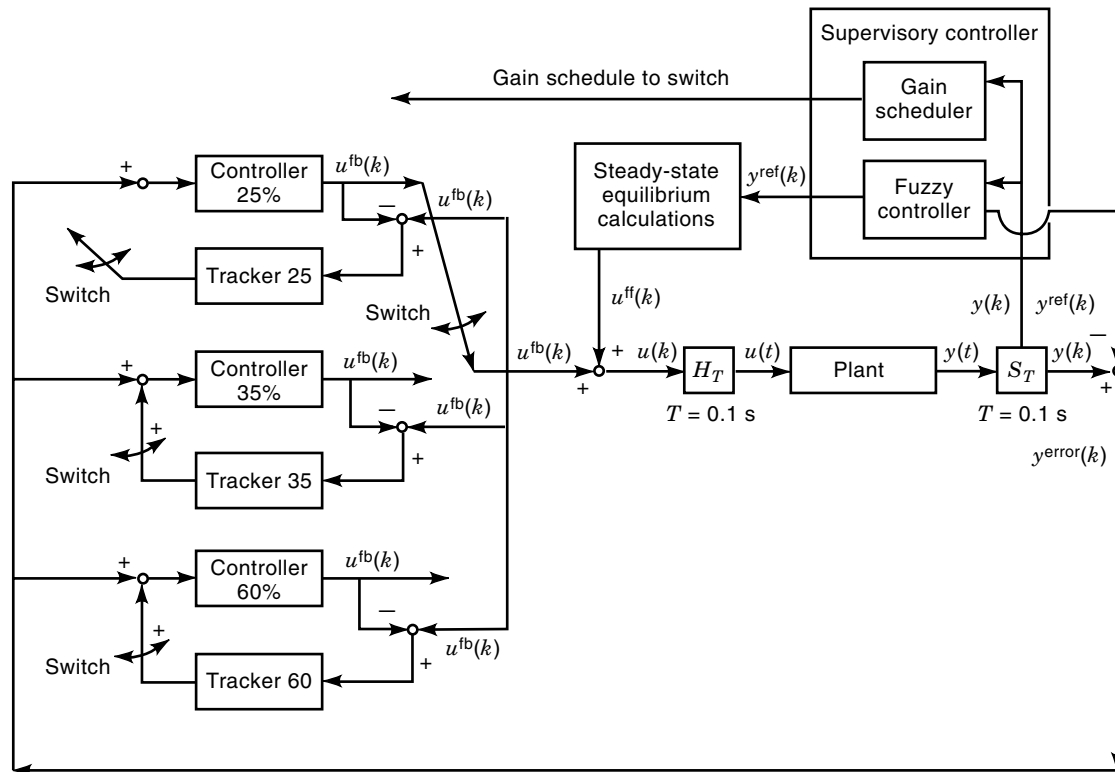 Supervisory controller
Gain schedule to switch
Gain
scheduler
+
Controller
25%
u^fb(k)
Steady-state
equilibrium
calculations
y^ref(k)
Fuzzy
controller
−
u^fb(k)
+
Tracker 25
Switch
Switch
u^ff(k)
y(k)
y^ref(k)
+
Controller
35%
u^fb(k)
u^fb(k)
+
+
u(k)
H_T
u(t)
Plant
y(t)
S_T
y(k)
−
+
T = 0.1 s
T = 0.1 s
−
u^fb(k)
+
+
Switch
Tracker 35
y^error(k)
+
Controller
60%
u^fb(k)
−
u^fb(k)
+
+
Switch
Tracker 60